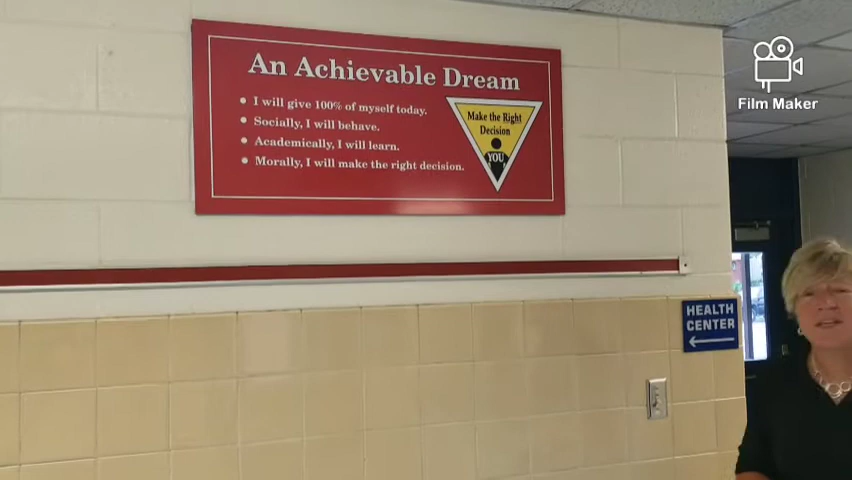 An Achievable Dream
• I will give 100% of myself today.
• Socially, I will behave.
• Academically, I will learn.
• Morally, I will make the right decision.
Make the Right
Decision
YOU
Film Maker
HEALTH
CENTER